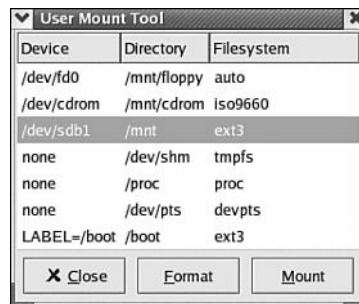 User Mount Tool
Device Directory Filesystem
/dev/fd0 /mnt/floppy auto
/dev/cdrom /mnt/cdrom iso9660
/dev/sdb1 /mnt ext3
none /dev/shm tmpfs
none /proc proc
none /dev/pts devpts
LABEL=/boot /boot ext3
Close Format Mount